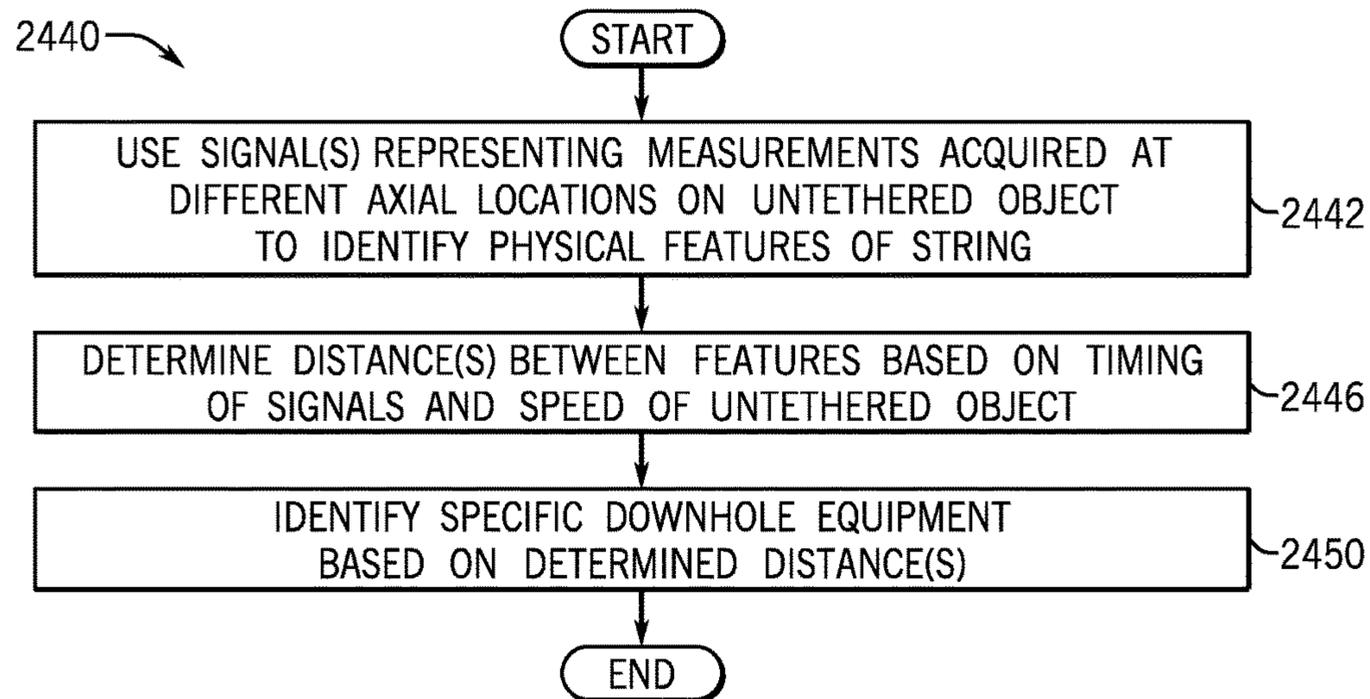 2440
START
USE SIGNAL(S) REPRESENTING MEASUREMENTS ACQUIRED AT
DIFFERENT AXIAL LOCATIONS ON UNTETHERED OBJECT
TO IDENTIFY PHYSICAL FEATURES OF STRING
2442
DETERMINE DISTANCE(S) BETWEEN FEATURES BASED ON TIMING
OF SIGNALS AND SPEED OF UNTETHERED OBJECT
2446
IDENTIFY SPECIFIC DOWNHOLE EQUIPMENT
BASED ON DETERMINED DISTANCE(S)
2450
END